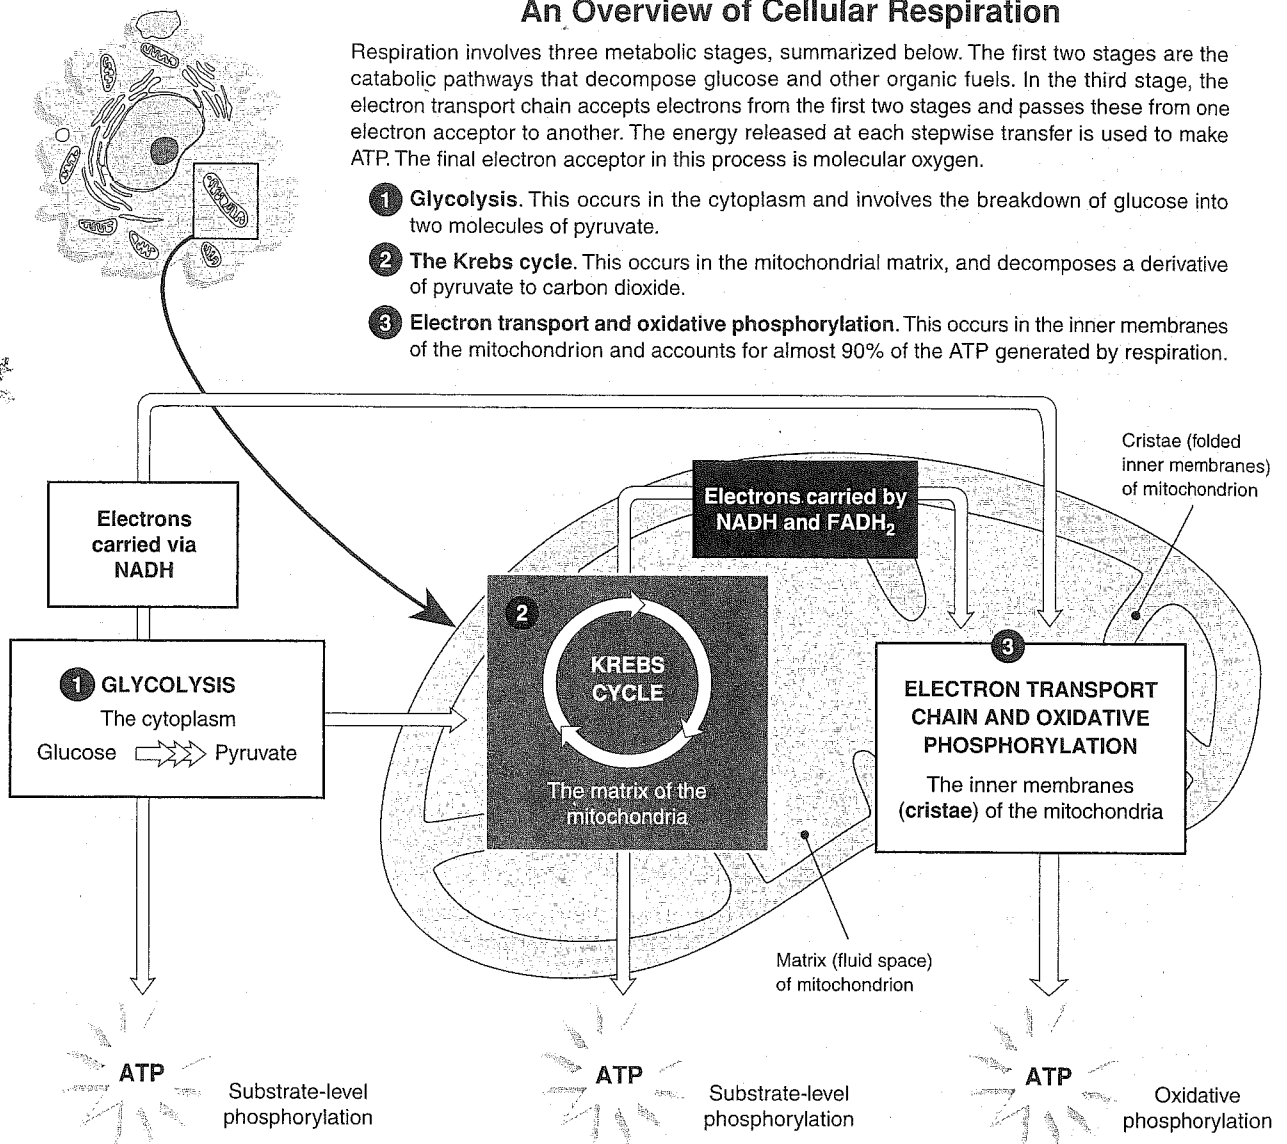 An Overview of Cellular Respiration
Respiration involves three metabolic stages, summarized below. The first two stages are the
catabolic pathways that decompose glucose and other organic fuels. In the third stage, the
electron transport chain accepts electrons from the first two stages and passes these from one
electron acceptor to another. The energy released at each stepwise transfer is used to make
ATP. The final electron acceptor in this process is molecular oxygen.
1 Glycolysis. This occurs in the cytoplasm and involves the breakdown of glucose into
two molecules of pyruvate.
2 The Krebs cycle. This occurs in the mitochondrial matrix, and decomposes a derivative
of pyruvate to carbon dioxide.
3 Electron transport and oxidative phosphorylation. This occurs in the inner membranes
of the mitochondrion and accounts for almost 90% of the ATP generated by respiration.
Cristae (folded
inner membranes)
of mitochondrion
Electrons carried by
NADH and FADH2
Electrons
carried via
NADH
1 GLYCOLYSIS
The cytoplasm
Glucose Pyruvate
2
KREBS
CYCLE
The matrix of the
mitochondria
3
ELECTRON TRANSPORT
CHAIN AND OXIDATIVE
PHOSPHORYLATION
The inner membranes
(cristae) of the mitochondria
Matrix (fluid space)
of mitochondrion
ATP
Substrate-level
phosphorylation
ATP
Substrate-level
phosphorylation
ATP
Oxidative
phosphorylation